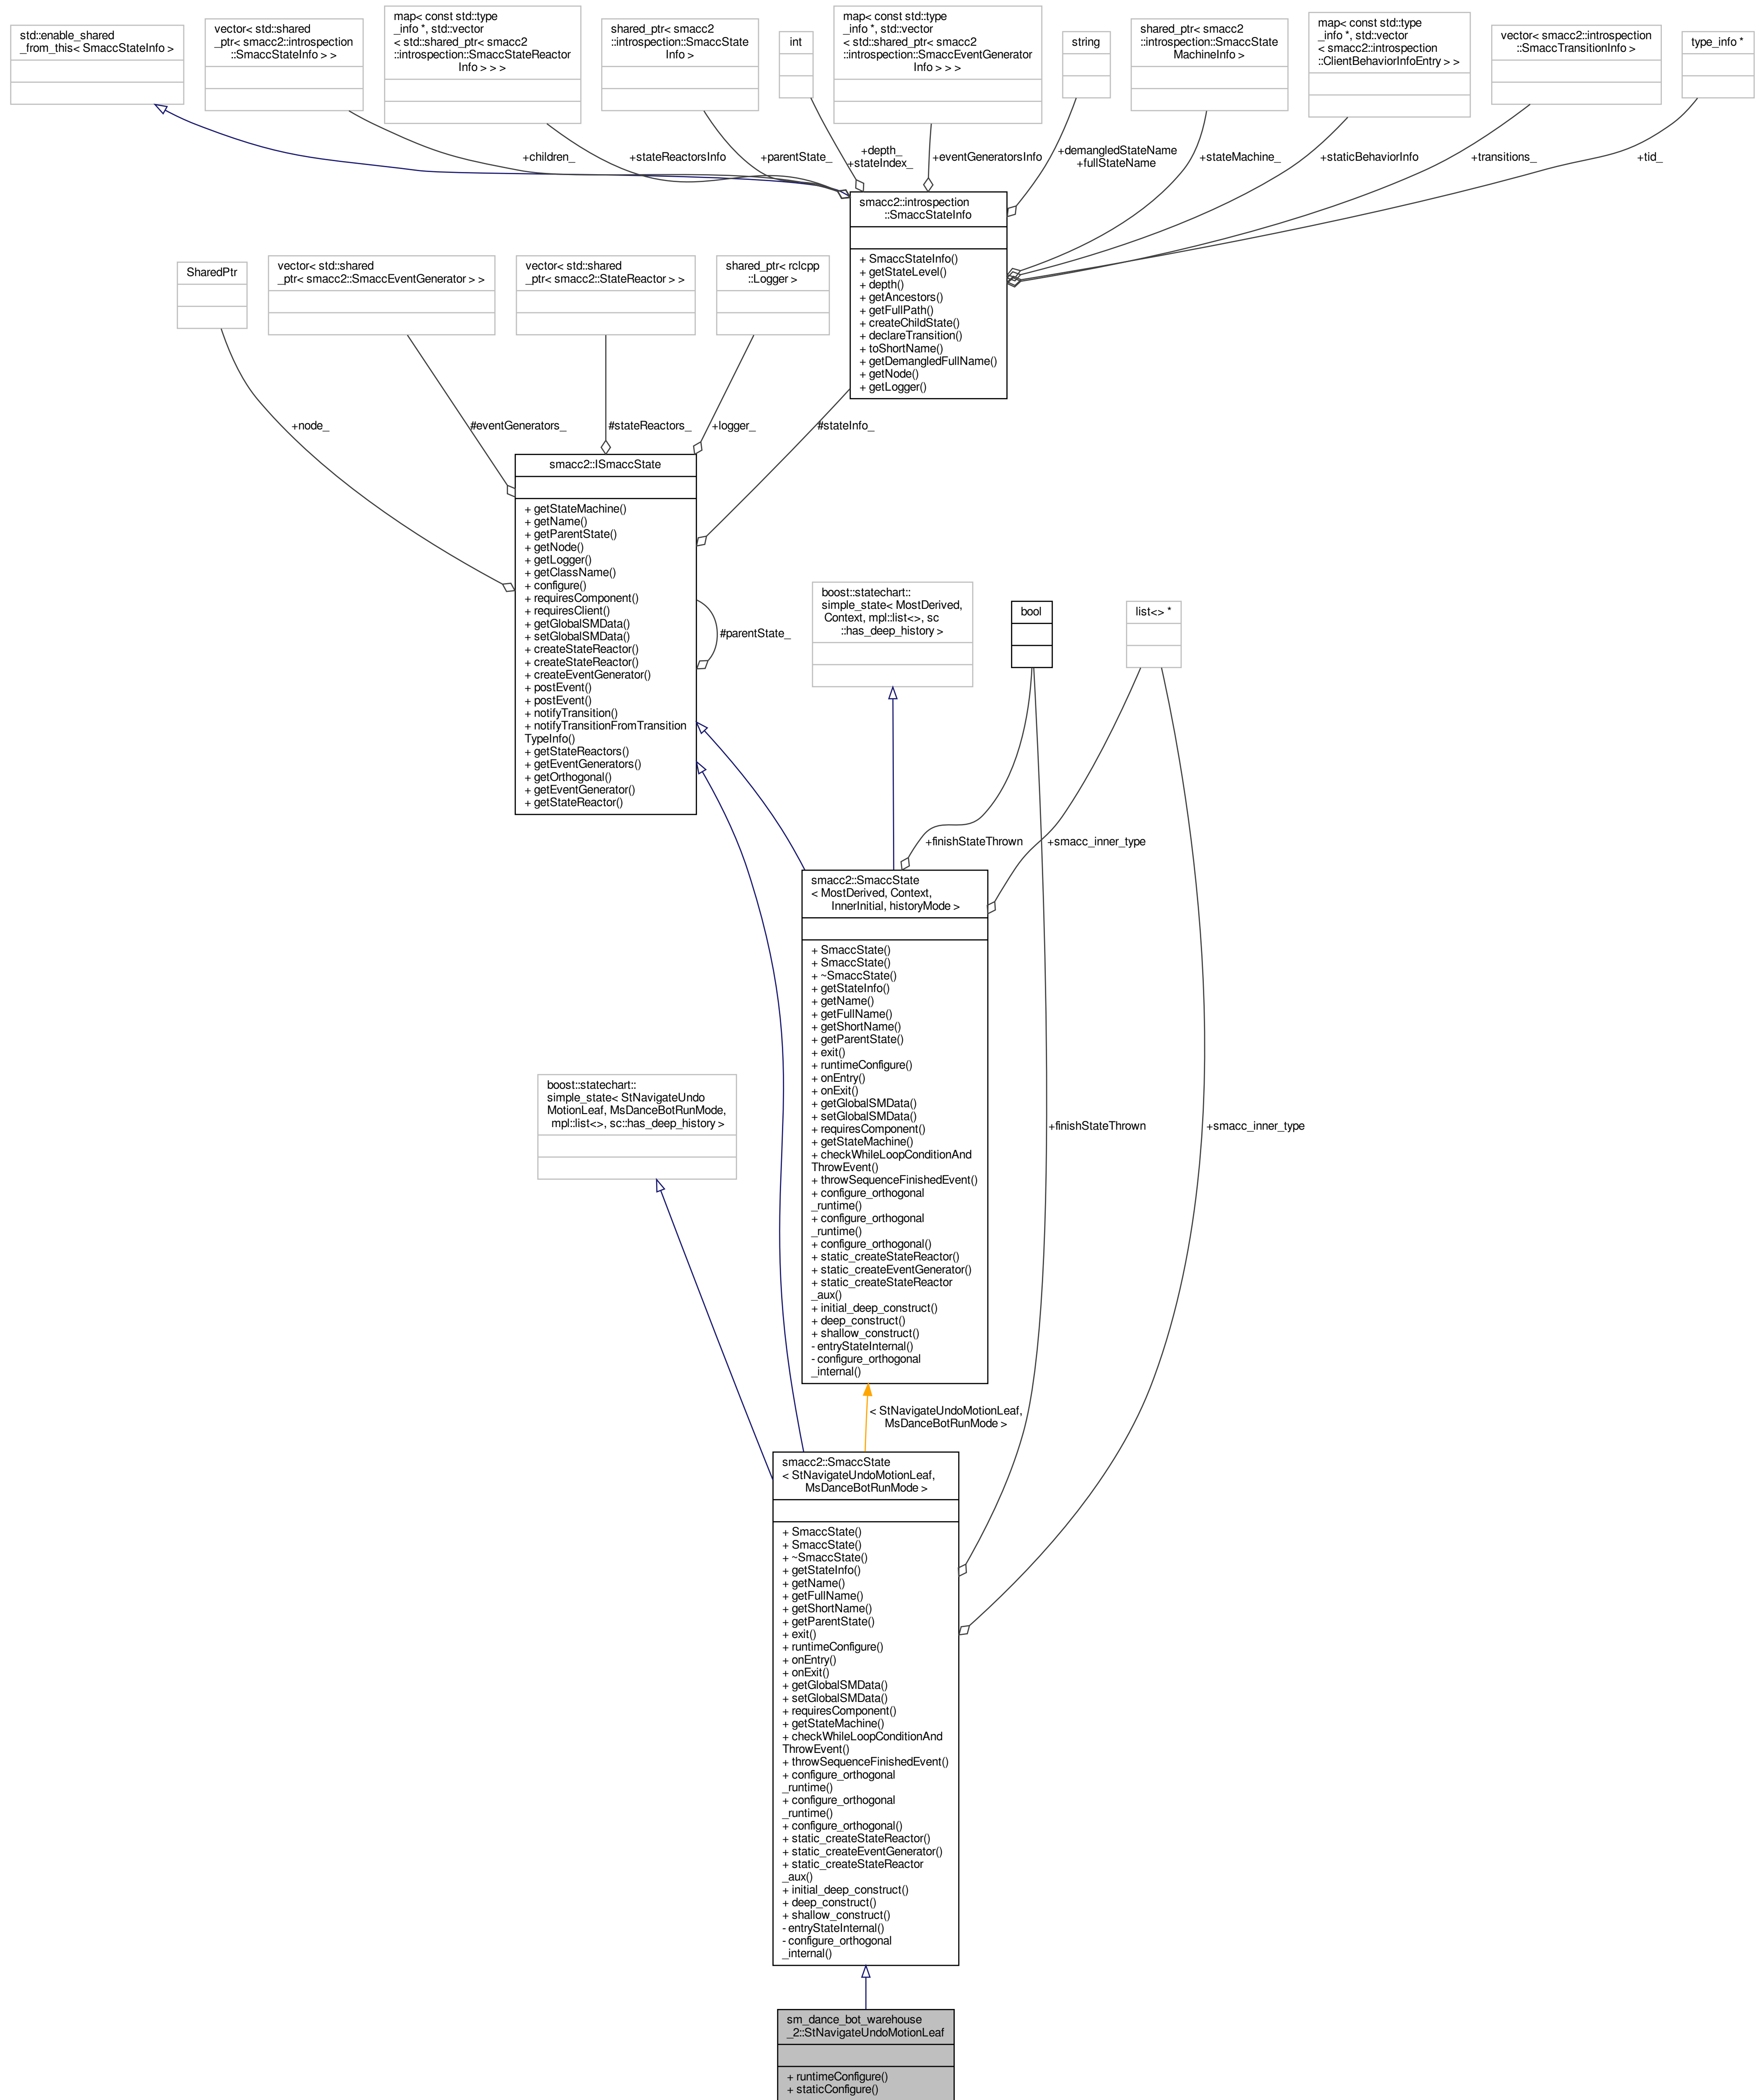 std::enable_shared
_from_this< SmaccStateInfo >
vector< std::shared
_ptr< smacc2::introspection
::SmaccStateInfo > >
map< const std::type
_info *, std::vector
< std::shared_ptr< smacc2
::introspection::SmaccStateReactor
Info > > >
shared_ptr< smacc2
::introspection::SmaccState
Info >
int
map< const std::type
_info *, std::vector
< std::shared_ptr< smacc2
::introspection::SmaccEventGenerator
Info > > >
string
shared_ptr< smacc2
::introspection::SmaccState
MachineInfo >
map< const std::type
_info *, std::vector
< smacc2::introspection
::ClientBehaviorInfoEntry > >
vector< smacc2::introspection
::SmaccTransitionInfo >
type_info *
+children_
+stateReactorsInfo
+parentState_
+depth_
+stateIndex_
+eventGeneratorsInfo
+demangledStateName
+fullStateName
+stateMachine_
+staticBehaviorInfo
+transitions_
+tid_
smacc2::introspection
::SmaccStateInfo
+ SmaccStateInfo()
+ getStateLevel()
+ depth()
+ getAncestors()
+ getFullPath()
+ createChildState()
+ declareTransition()
+ toShortName()
+ getDemangledFullName()
+ getNode()
+ getLogger()
SharedPtr
vector< std::shared
_ptr< smacc2::SmaccEventGenerator > >
vector< std::shared
_ptr< smacc2::StateReactor > >
shared_ptr< rclcpp
::Logger >
+node_
#eventGenerators_
#stateReactors_
+logger_
#stateInfo_
smacc2::ISmaccState
+ getStateMachine()
+ getName()
+ getParentState()
+ getNode()
+ getLogger()
+ getClassName()
+ configure()
+ requiresComponent()
+ requiresClient()
+ getGlobalSMData()
+ setGlobalSMData()
+ createStateReactor()
+ createStateReactor()
+ createEventGenerator()
+ postEvent()
+ postEvent()
+ notifyTransition()
+ notifyTransitionFromTransition
TypeInfo()
+ getStateReactors()
+ getEventGenerators()
+ getOrthogonal()
+ getEventGenerator()
+ getStateReactor()
#parentState_
boost::statechart::
simple_state< MostDerived,
Context, mpl::list<>, sc
::has_deep_history >
bool
list<> *
+finishStateThrown
+smacc_inner_type
smacc2::SmaccState
< MostDerived, Context,
InnerInitial, historyMode >
+ SmaccState()
+ SmaccState()
+ ~SmaccState()
+ getStateInfo()
+ getName()
+ getFullName()
+ getShortName()
+ getParentState()
+ exit()
+ runtimeConfigure()
+ onEntry()
+ onExit()
+ getGlobalSMData()
+ setGlobalSMData()
+ requiresComponent()
+ getStateMachine()
+ checkWhileLoopConditionAnd
ThrowEvent()
+ throwSequenceFinishedEvent()
+ configure_orthogonal
_runtime()
+ configure_orthogonal
_runtime()
+ configure_orthogonal()
+ static_createStateReactor()
+ static_createEventGenerator()
+ static_createStateReactor
_aux()
+ initial_deep_construct()
+ deep_construct()
+ shallow_construct()
- entryStateInternal()
- configure_orthogonal
_internal()
boost::statechart::
simple_state< StNavigateUndo
MotionLeaf, MsDanceBotRunMode,
mpl::list<>, sc::has_deep_history >
+finishStateThrown
+smacc_inner_type
< StNavigateUndoMotionLeaf,
MsDanceBotRunMode >
smacc2::SmaccState
< StNavigateUndoMotionLeaf,
MsDanceBotRunMode >
+ SmaccState()
+ SmaccState()
+ ~SmaccState()
+ getStateInfo()
+ getName()
+ getFullName()
+ getShortName()
+ getParentState()
+ exit()
+ runtimeConfigure()
+ onEntry()
+ onExit()
+ getGlobalSMData()
+ setGlobalSMData()
+ requiresComponent()
+ getStateMachine()
+ checkWhileLoopConditionAnd
ThrowEvent()
+ throwSequenceFinishedEvent()
+ configure_orthogonal
_runtime()
+ configure_orthogonal
_runtime()
+ configure_orthogonal()
+ static_createStateReactor()
+ static_createEventGenerator()
+ static_createStateReactor
_aux()
+ initial_deep_construct()
+ deep_construct()
+ shallow_construct()
- entryStateInternal()
- configure_orthogonal
_internal()
sm_dance_bot_warehouse
_2::StNavigateUndoMotionLeaf
+ runtimeConfigure()
+ staticConfigure()